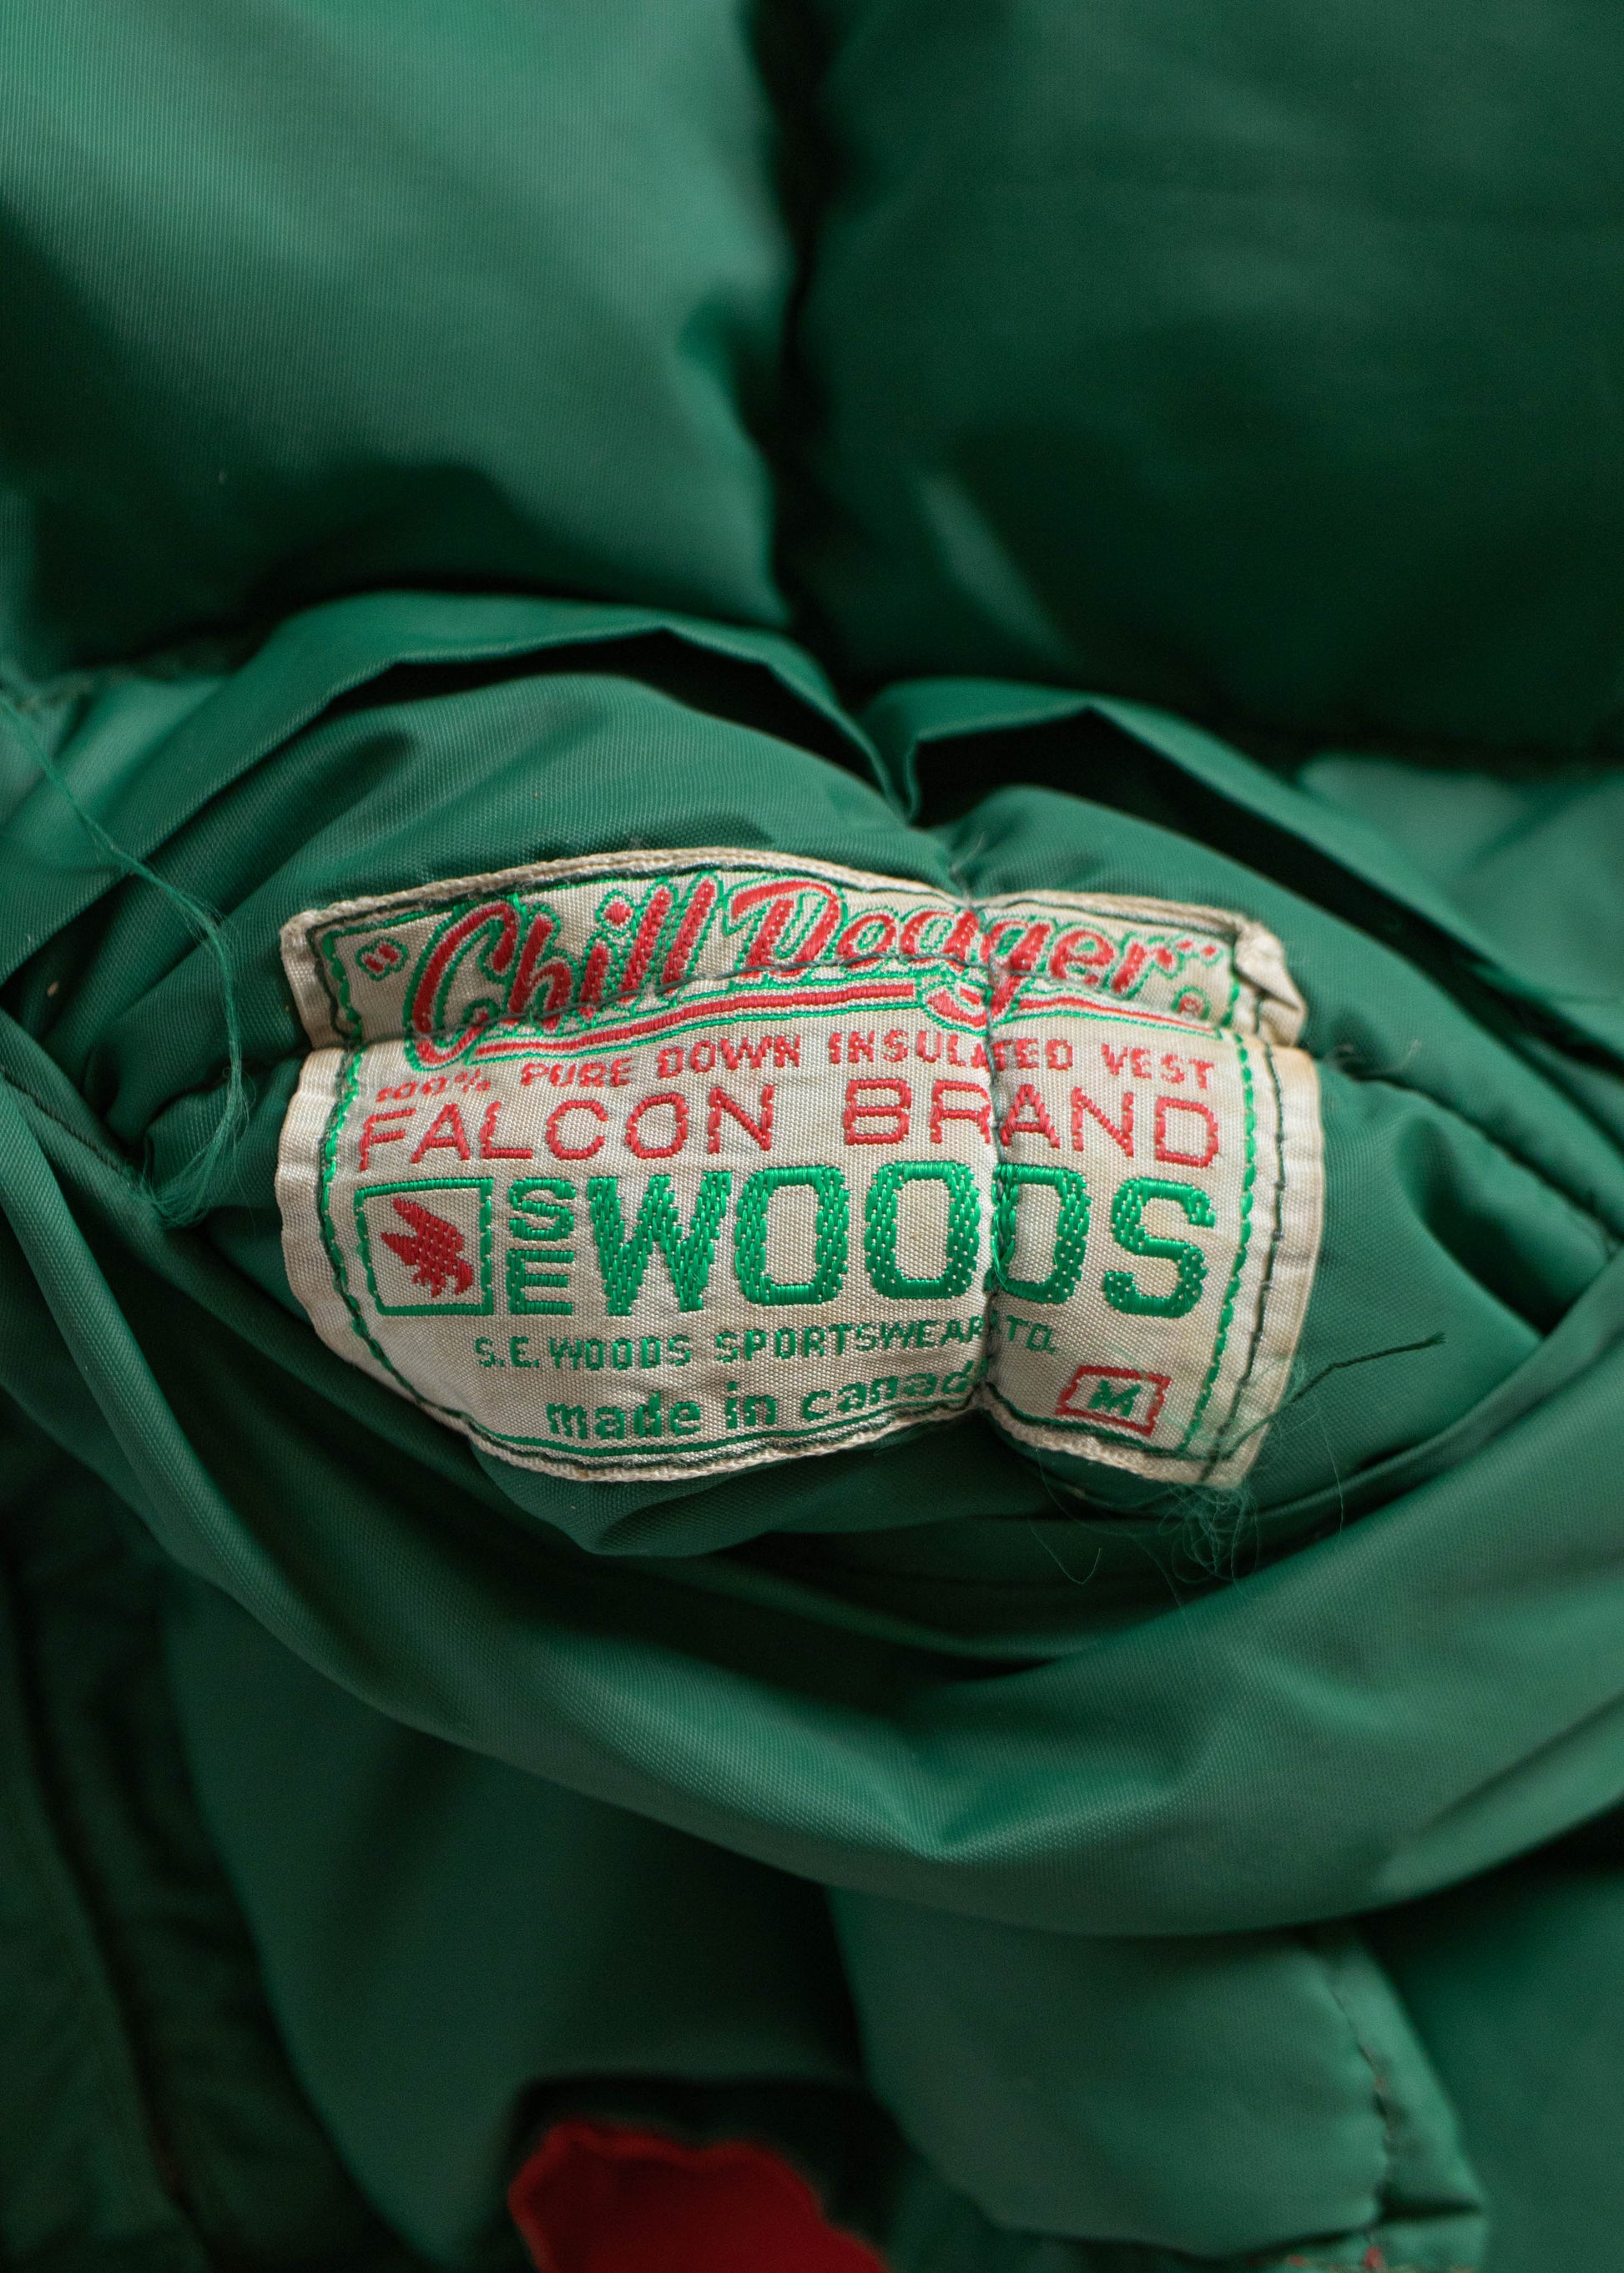 "Chill Dodger"®
100% PURE DOWN INSULATED VEST
FALCON BRAND
SE WOODS
S.E. WOODS SPORTSWEAR LTD.
made in canada
M